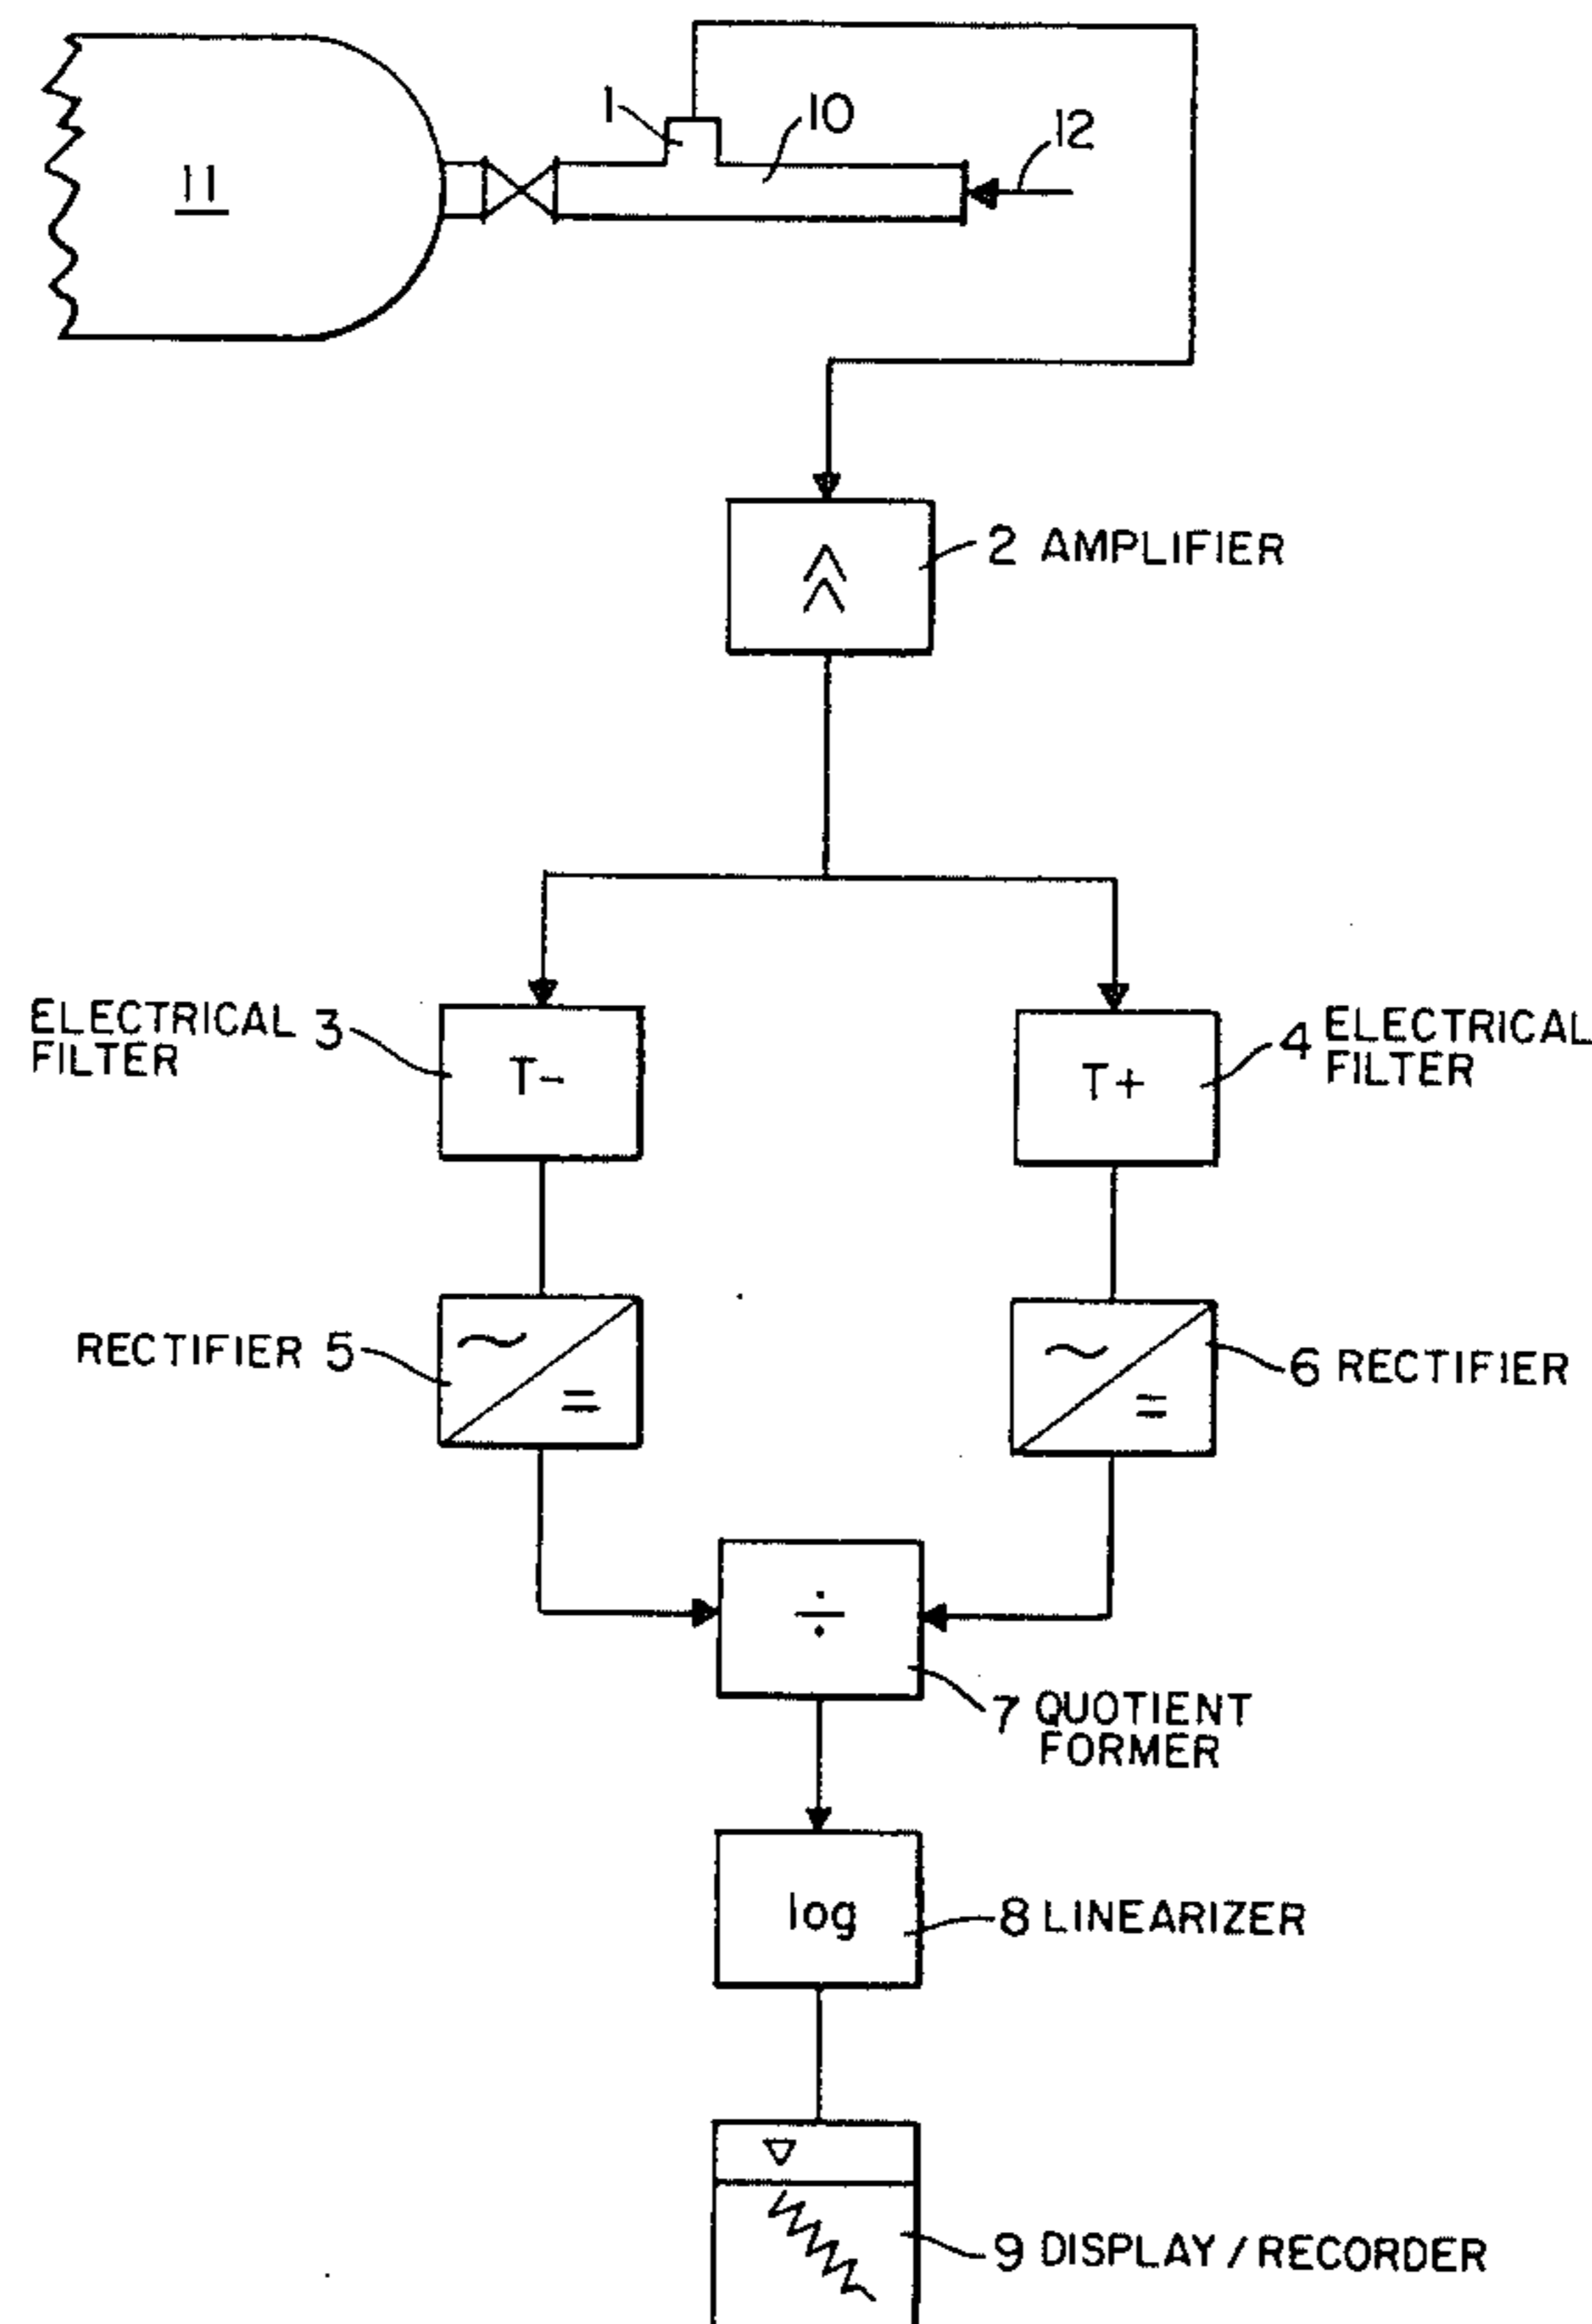 1
10
12
11
2 AMPLIFIER
ELECTRICAL 3
FILTER
T-
T+
4 ELECTRICAL
FILTER
RECTIFIER 5
~
=
~
=
6 RECTIFIER
÷
7 QUOTIENT
FORMER
log
8 LINEARIZER
9 DISPLAY/RECORDER